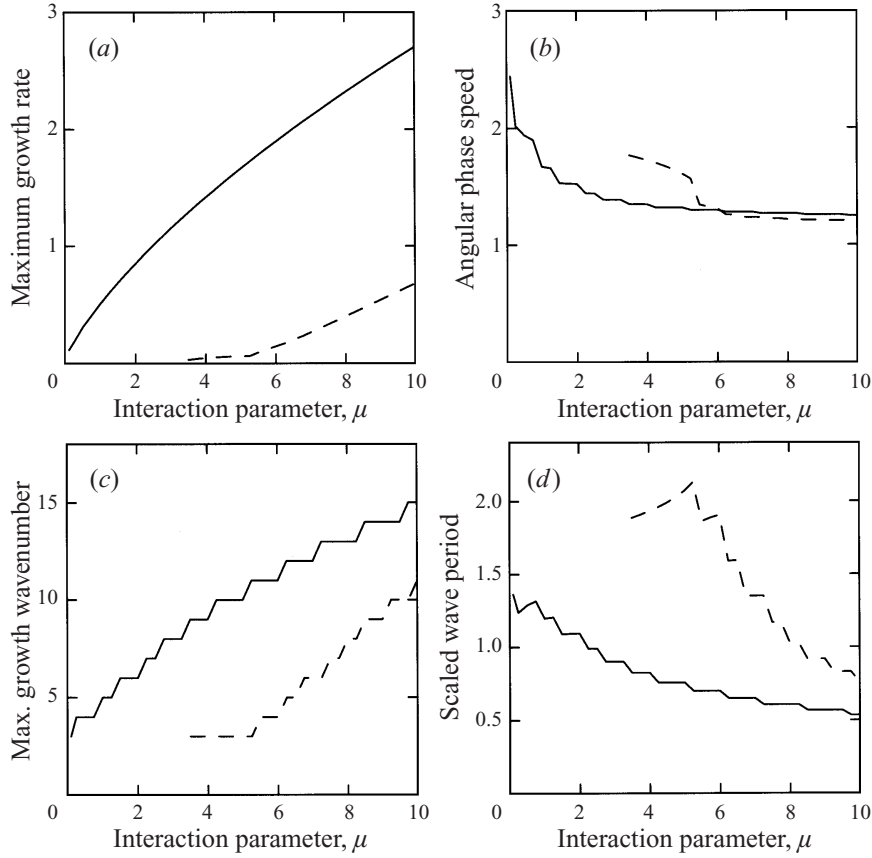 (a)
3
2
1
0 2 4 6 8 10
Maximum growth rate
Interaction parameter, μ
(b)
3
2
1
0 2 4 6 8 10
Angular phase speed
Interaction parameter, μ
(c)
15
10
5
0 2 4 6 8 10
Max. growth wavenumber
Interaction parameter, μ
(d)
2.0
1.5
1.0
0.5
0 2 4 6 8 10
Scaled wave period
Interaction parameter, μ